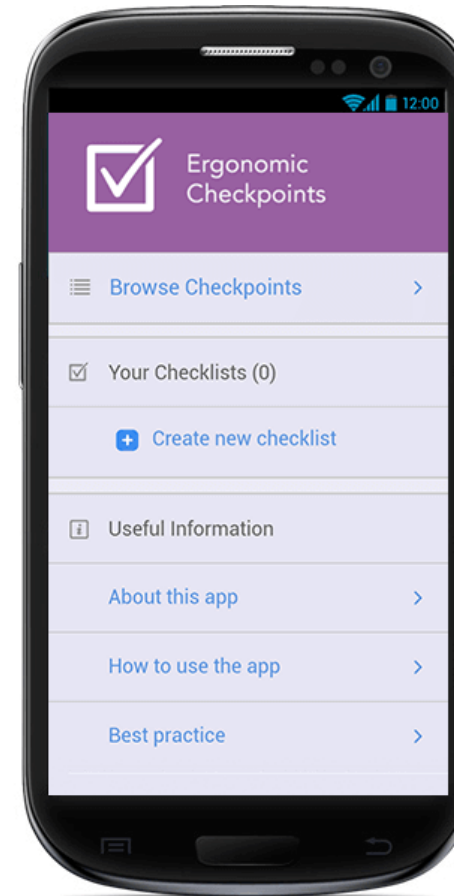 12:00
Ergonomic
Checkpoints
Browse Checkpoints
Your Checklists (0)
Create new checklist
i Useful Information
About this app
How to use the app
Best practice